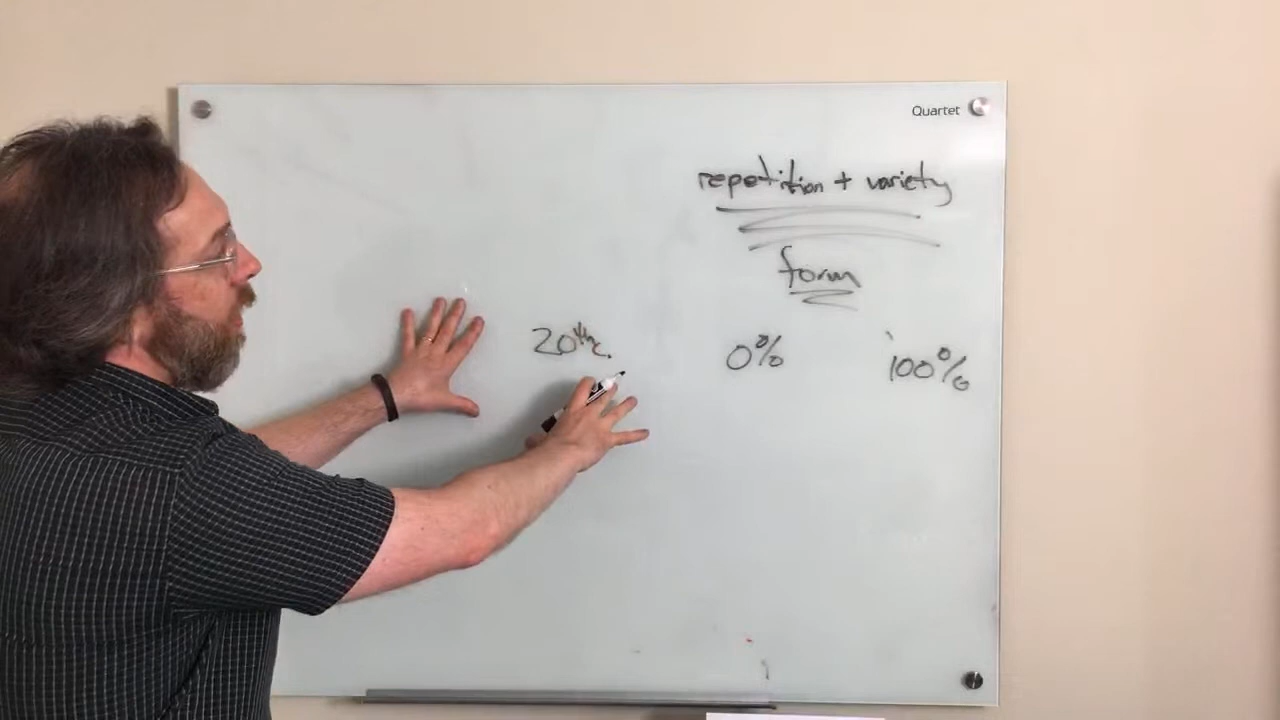 Quartet
repetition + variety
form
20th c. 0% 100%